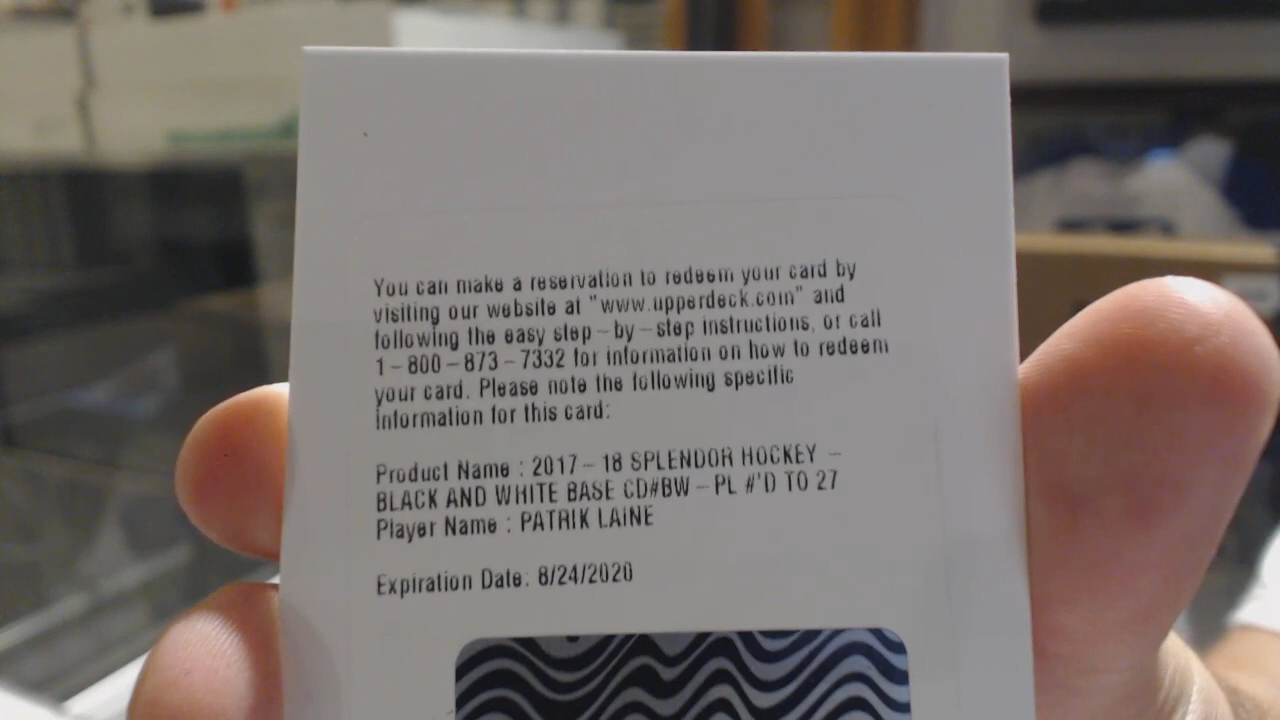 You can make a reservation to redeem your card by
visiting our website at "www.upperdeck.com" and
following the easy step-by-step instructions, or call
1-800-873-7332 for information on how to redeem
your card. Please note the following specific
information for this card:
Product Name : 2017-18 SPLENDOR HOCKEY -
BLACK AND WHITE BASE CD#BW - PL #'D TO 27
Player Name : PATRIK LAINE
Expiration Date: 8/24/2020